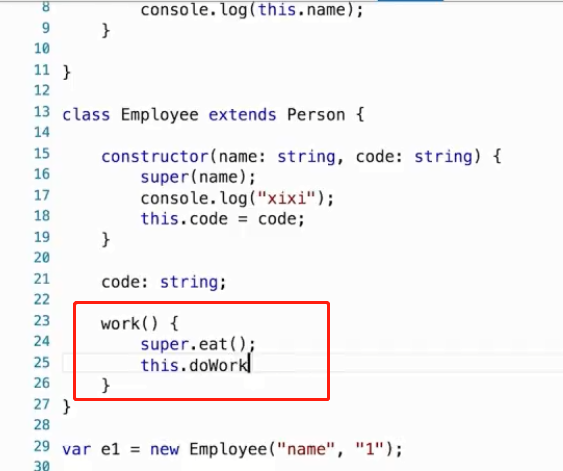 8 console.log(this.name);
9 }
10
11 }
12
13 class Employee extends Person {
14
15 constructor(name: string, code: string) {
16 super(name);
17 console.log("xixi");
18 this.code = code;
19 }
20
21 code: string;
22
23 work() {
24 super.eat();
25 this.doWork
26 }
27 }
28
29 var e1 = new Employee("name", "1");
30